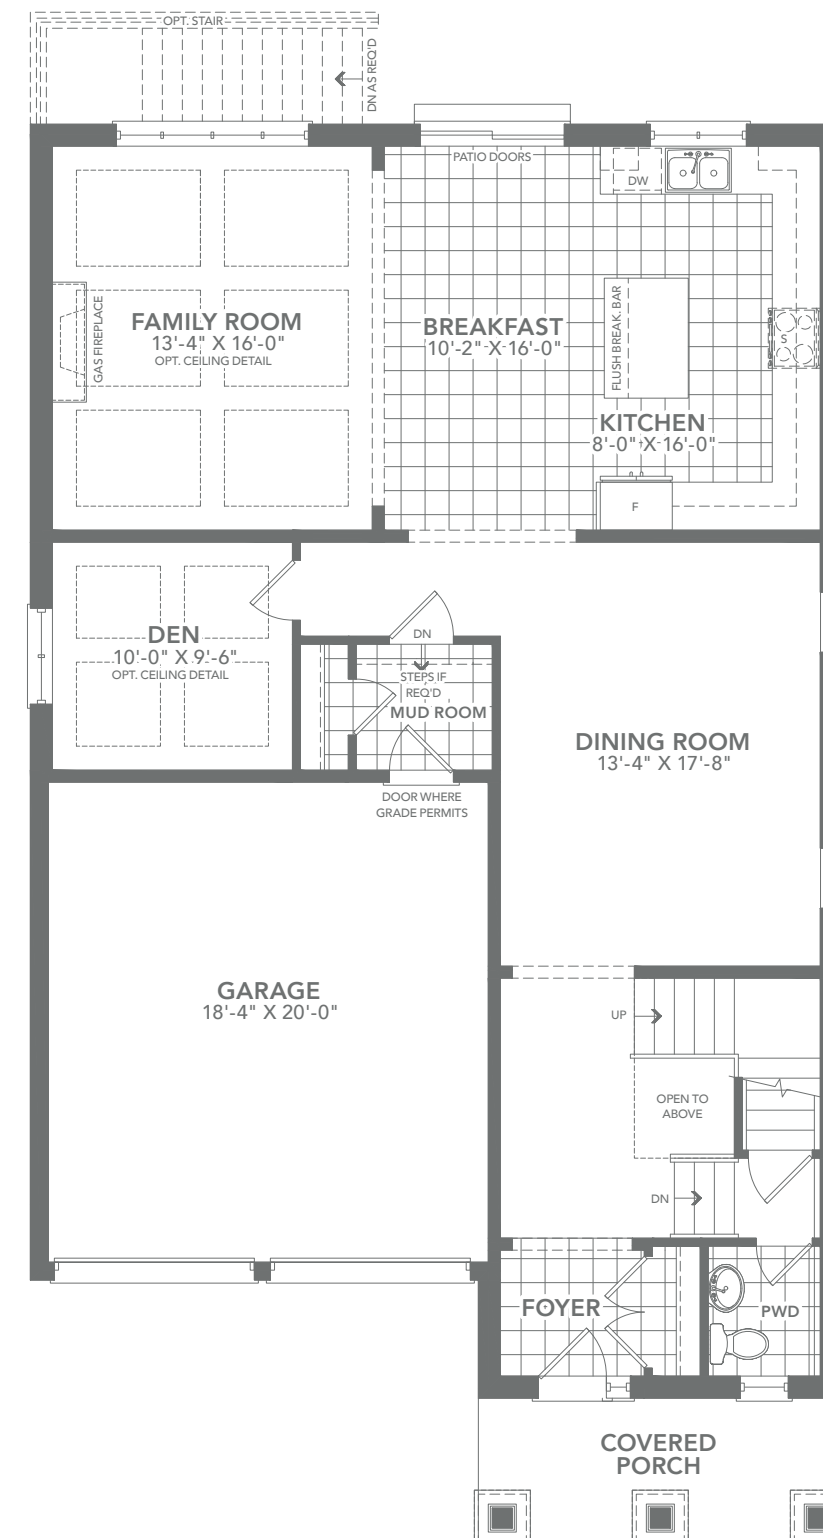 OPT. STAIR
DN AS REQ'D
PATIO DOORS
DW
GAS FIREPLACE
FAMILY ROOM
13'-4" X 16'-0"
OPT. CEILING DETAIL
BREAKFAST
10'-2" X 16'-0"
FLUSH BREAK. BAR
S
KITCHEN
8'-0" X 16'-0"
F
DEN
10'-0" X 9'-6"
OPT. CEILING DETAIL
DN
STEPS IF
REQ'D
MUD ROOM
DOOR WHERE
GRADE PERMITS
DINING ROOM
13'-4" X 17'-8"
GARAGE
18'-4" X 20'-0"
UP
OPEN TO
ABOVE
DN
FOYER
PWD
COVERED
PORCH